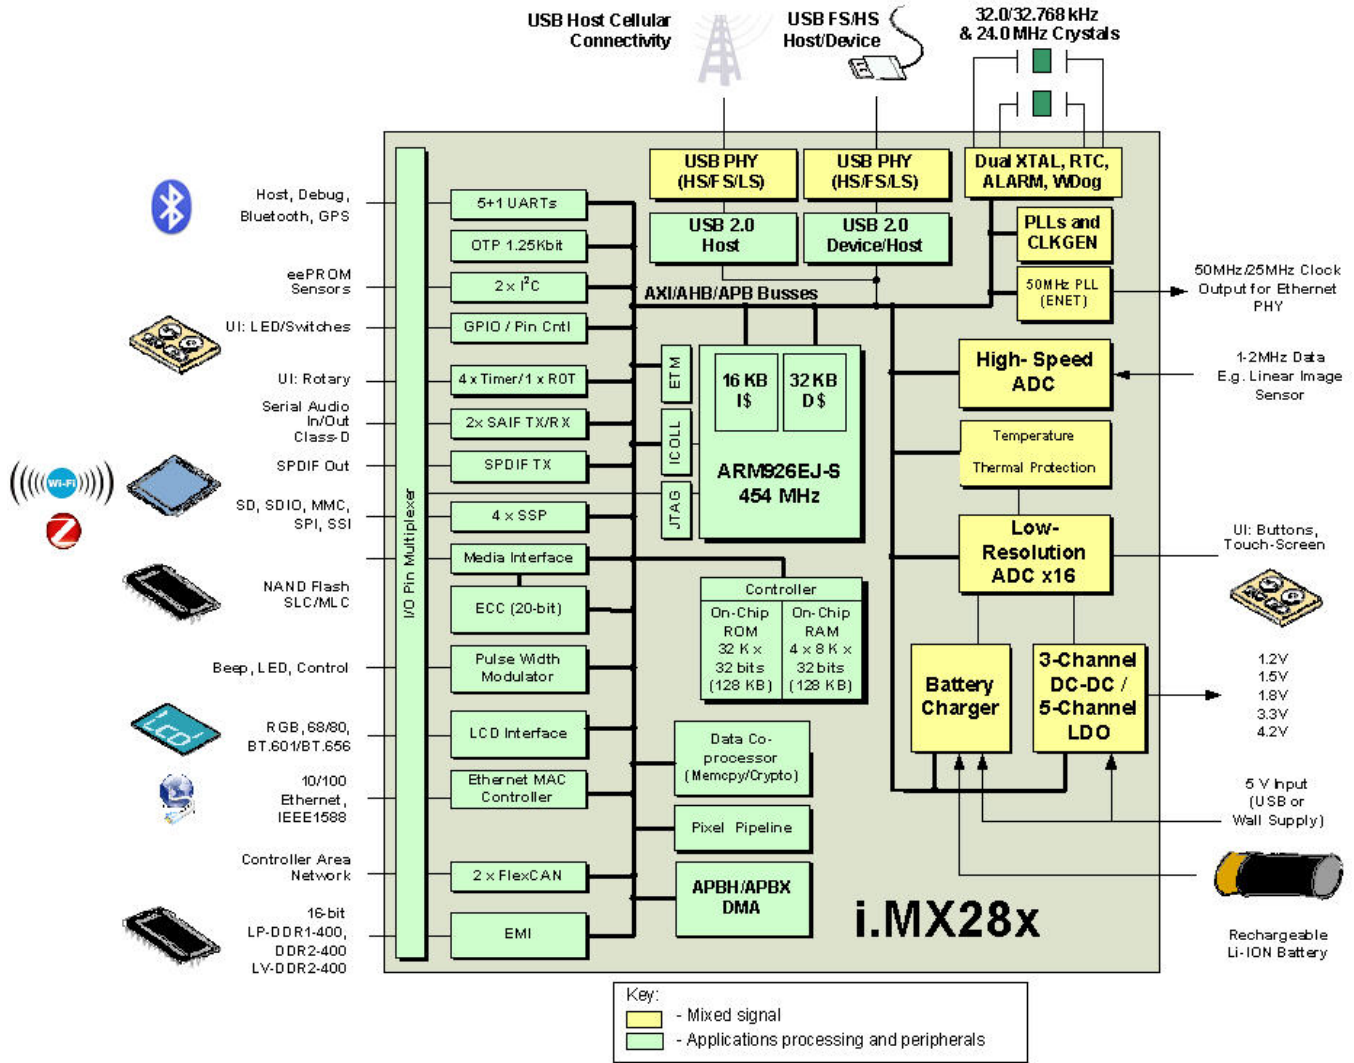 USB Host Cellular
Connectivity
USB FS/HS
Host/Device
32.0/32.768 kHz
& 24.0 MHz Crystals
Host, Debug,
Bluetooth, GPS
eePROM
Sensors
UI: LED/Switches
UI: Rotary
Serial Audio
In/Out
Class-D
SPDIF Out
Wi-Fi
SD, SDIO, MMC,
SPI, SSI
NAND Flash
SLC/MLC
Beep, LED, Control
lcd
RGB, 68/80,
BT.601/BT.656
10/100
Ethernet,
IEEE1588
Controller Area
Network
16-bit
LP-DDR1-400,
DDR2-400
LV-DDR2-400
I/O Pin Multiplexer
5+1 UARTs
OTP 1.25Kbit
2 x I²C
GPIO / Pin Cntl
4 x Timer/1 x ROT
2x SAIF TX/RX
SPDIF TX
4 x SSP
Media Interface
ECC (20-bit)
Pulse Width
Modulator
LCD Interface
Ethernet MAC
Controller
2 x FlexCAN
EMI
USB PHY
(HS/FS/LS)
USB PHY
(HS/FS/LS)
USB 2.0
Host
USB 2.0
Device/Host
AXI/AHB/APB Busses
ETM
ICOLL
JTAG
16 KB
I$
32 KB
D $
ARM926EJ-S
454 MHz
Controller
On-Chip
ROM
32 K x
32 bits
(128 KB)
On-Chip
RAM
4 x 8 K x
32 bits
(128 KB)
Data Co-
processor
(Memcpy/Crypto)
Pixel Pipeline
APBH/APBX
DMA
Dual XTAL, RTC,
ALARM, WDog
PLLs and
CLKGEN
50MHz PLL
(ENET)
High- Speed
ADC
Temperature
Thermal Protection
Low-
Resolution
ADC x16
Battery
Charger
3-Channel
DC-DC /
5-Channel
LDO
i.MX28x
50MHz/25MHz Clock
Output for Ethernet
PHY
1-2MHz Data
E.g. Linear Image
Sensor
UI: Buttons,
Touch-Screen
1.2V
1.5V
1.8V
3.3V
4.2V
5 V Input
(USB or
Wall Supply)
Rechargeable
Li-ION Battery
Key:
- Mixed signal
- Applications processing and peripherals